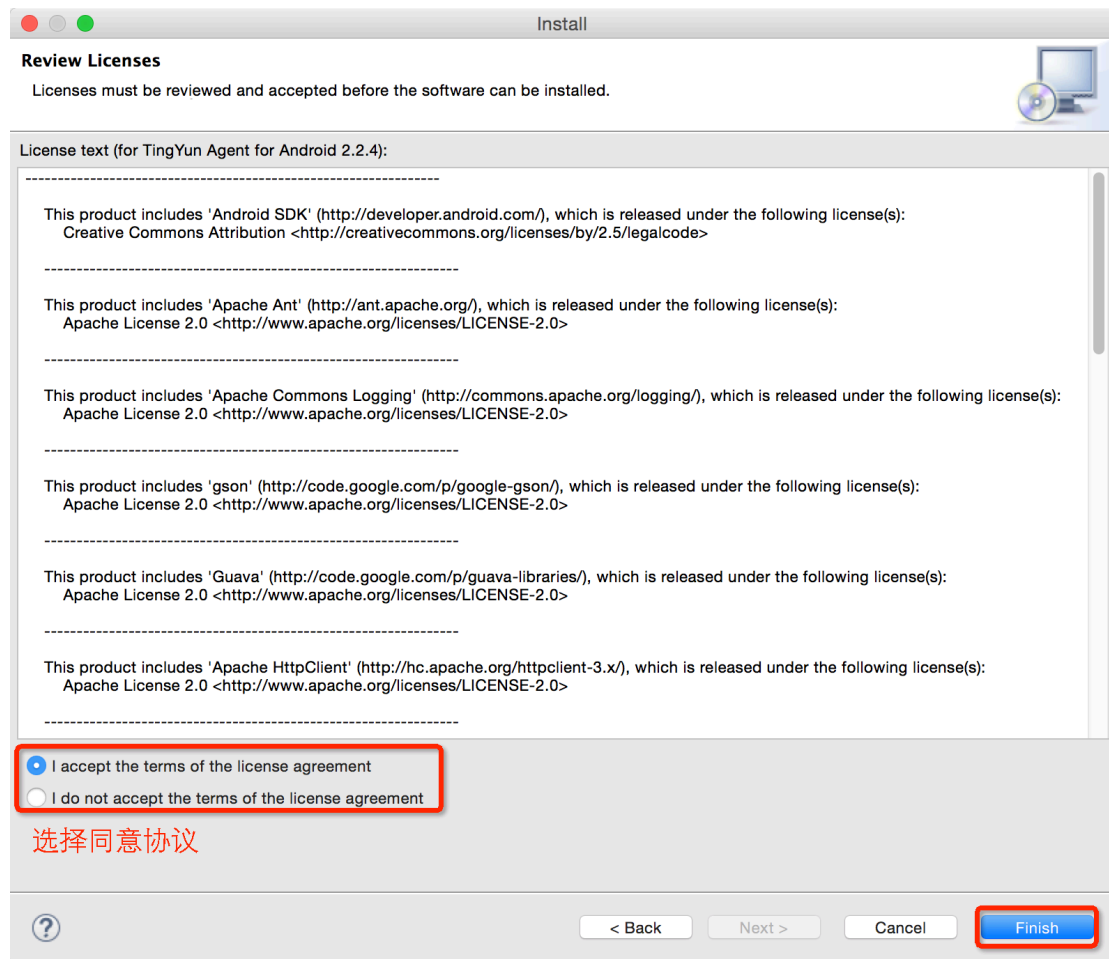 Install
Review Licenses
Licenses must be reviewed and accepted before the software can be installed.
License text (for TingYun Agent for Android 2.2.4):
----------------------------------------------------------------
This product includes 'Android SDK' (http://developer.android.com/), which is released under the following license(s):
Creative Commons Attribution <http://creativecommons.org/licenses/by/2.5/legalcode>
----------------------------------------------------------------
This product includes 'Apache Ant' (http://ant.apache.org/), which is released under the following license(s):
Apache License 2.0 <http://www.apache.org/licenses/LICENSE-2.0>
----------------------------------------------------------------
This product includes 'Apache Commons Logging' (http://commons.apache.org/logging/), which is released under the following license(s):
Apache License 2.0 <http://www.apache.org/licenses/LICENSE-2.0>
----------------------------------------------------------------
This product includes 'gson' (http://code.google.com/p/google-gson/), which is released under the following license(s):
Apache License 2.0 <http://www.apache.org/licenses/LICENSE-2.0>
----------------------------------------------------------------
This product includes 'Guava' (http://code.google.com/p/guava-libraries/), which is released under the following license(s):
Apache License 2.0 <http://www.apache.org/licenses/LICENSE-2.0>
----------------------------------------------------------------
This product includes 'Apache HttpClient' (http://hc.apache.org/httpclient-3.x/), which is released under the following license(s):
Apache License 2.0 <http://www.apache.org/licenses/LICENSE-2.0>
----------------------------------------------------------------
I accept the terms of the license agreement
I do not accept the terms of the license agreement
选择同意协议
? < Back Next > Cancel Finish